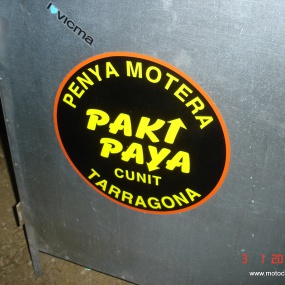 vicma
PENYA MOTERA
PAKI
PAYA
CUNIT
TARRAGONA